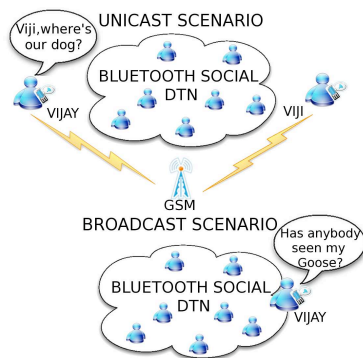 UNICAST SCENARIO
Viji,where's
our dog?
BLUETOOTH SOCIAL
DTN
VIJAY
VIJI
GSM
BROADCAST SCENARIO
Has anybody
seen my
Goose?
BLUETOOTH SOCIAL
DTN
VIJAY